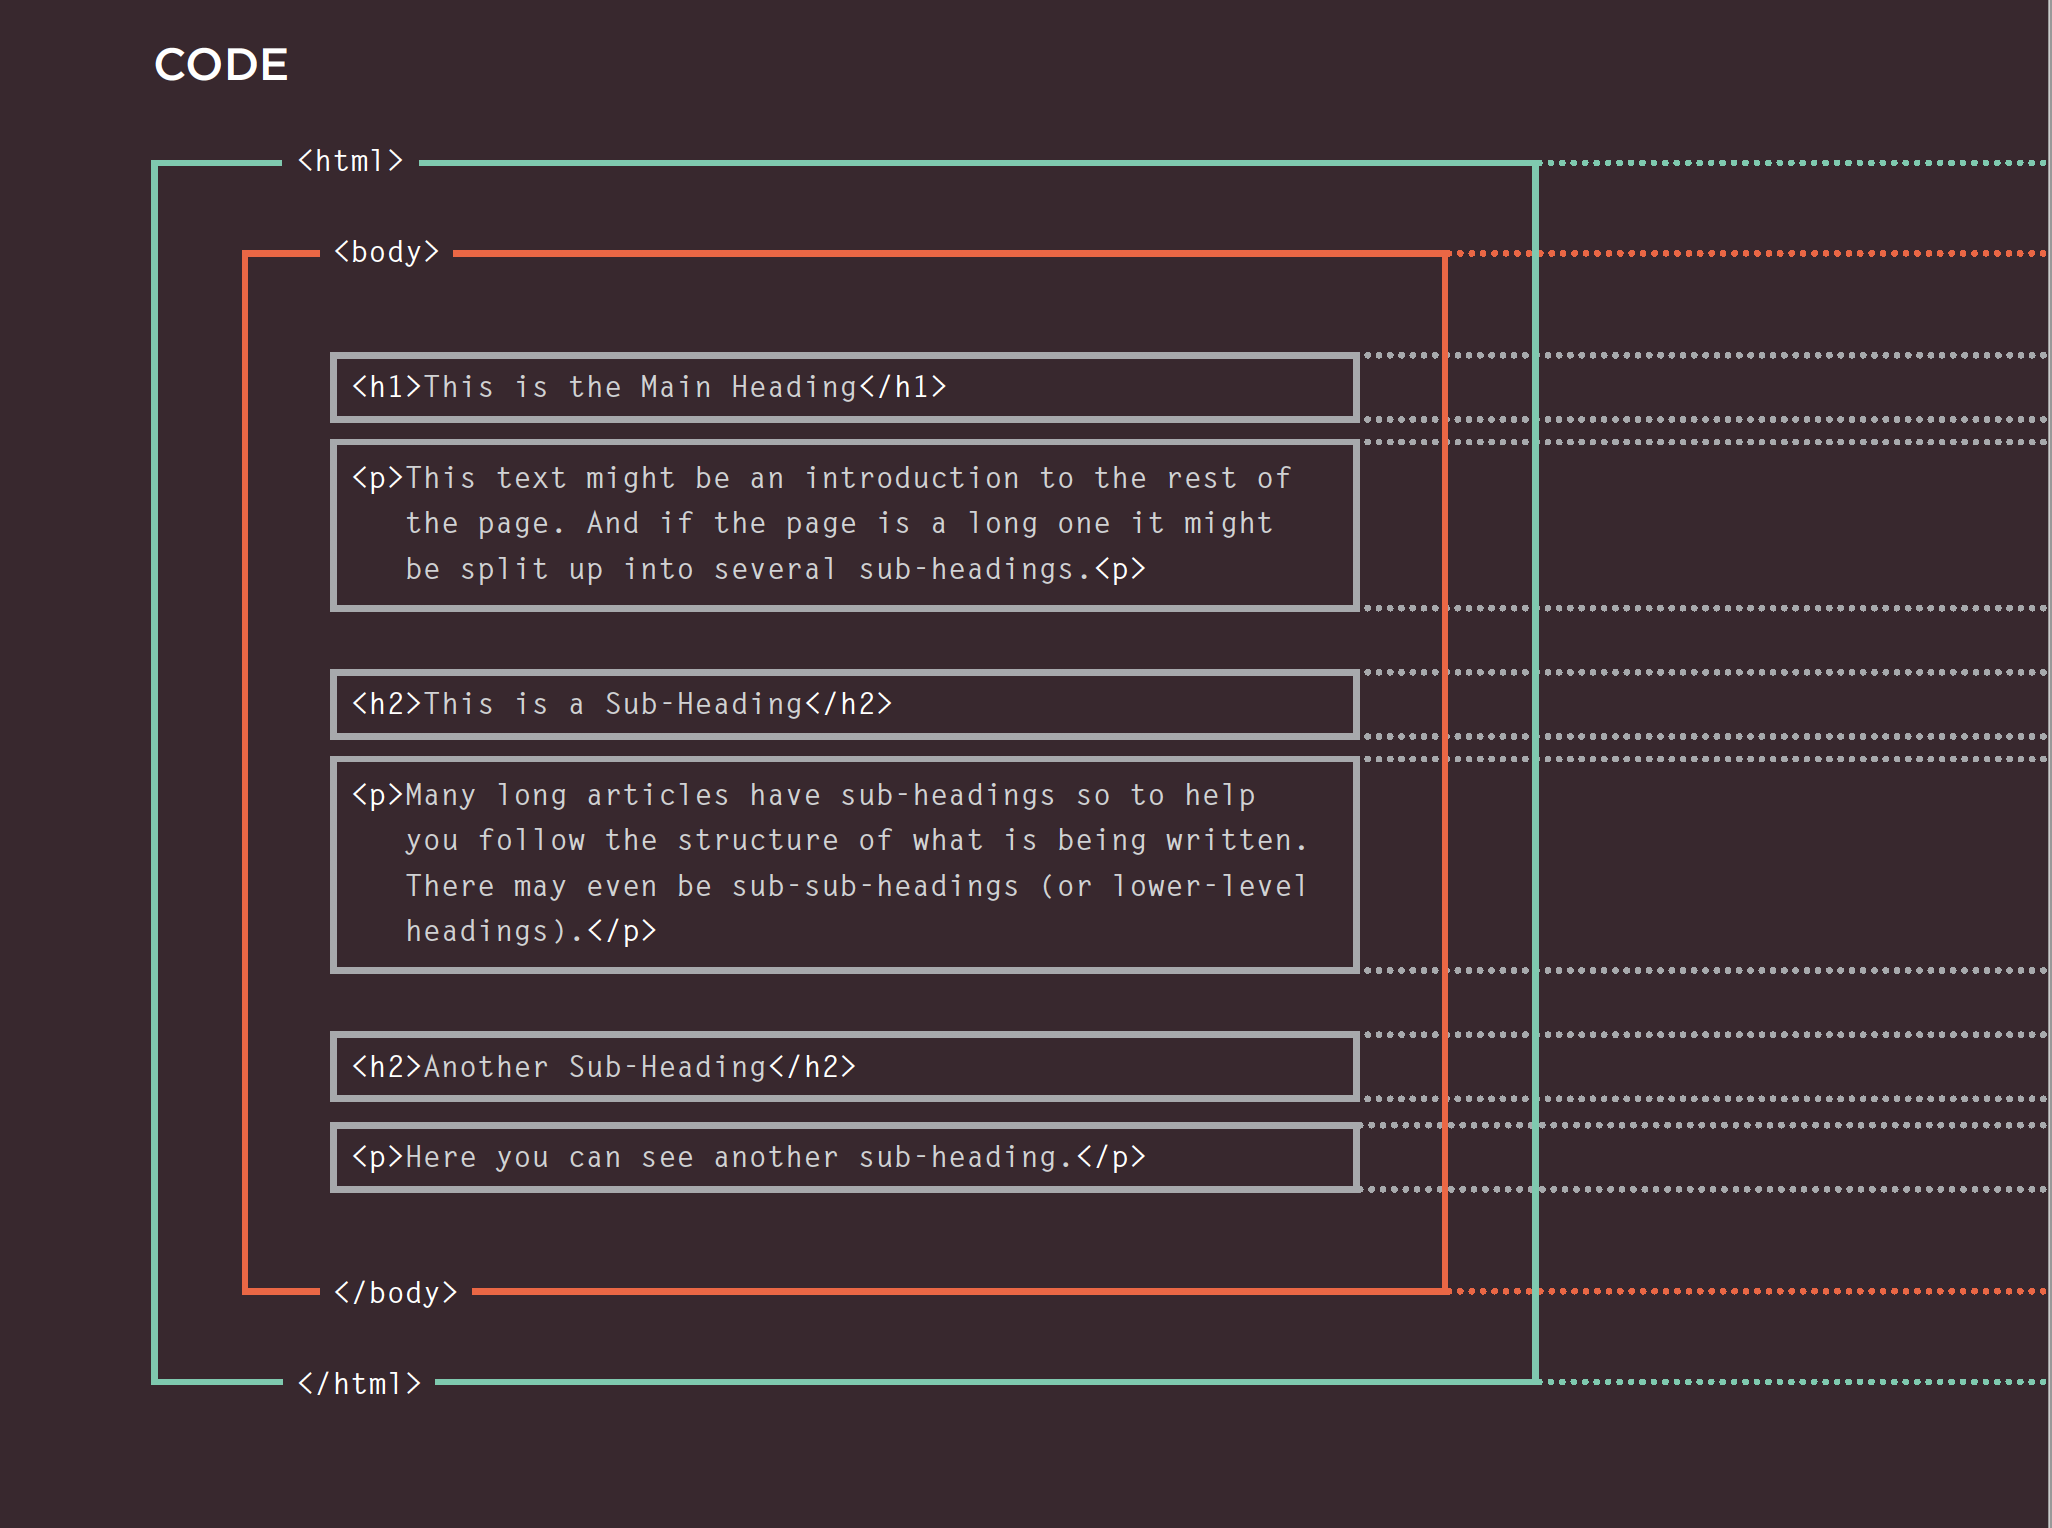 CODE
<html>
<body>
<h1>This is the Main Heading</h1>
<p>This text might be an introduction to the rest of
the page. And if the page is a long one it might
be split up into several sub-headings.<p>
<h2>This is a Sub-Heading</h2>
<p>Many long articles have sub-headings so to help
you follow the structure of what is being written.
There may even be sub-sub-headings (or lower-level
headings).</p>
<h2>Another Sub-Heading</h2>
<p>Here you can see another sub-heading.</p>
</body>
</html>